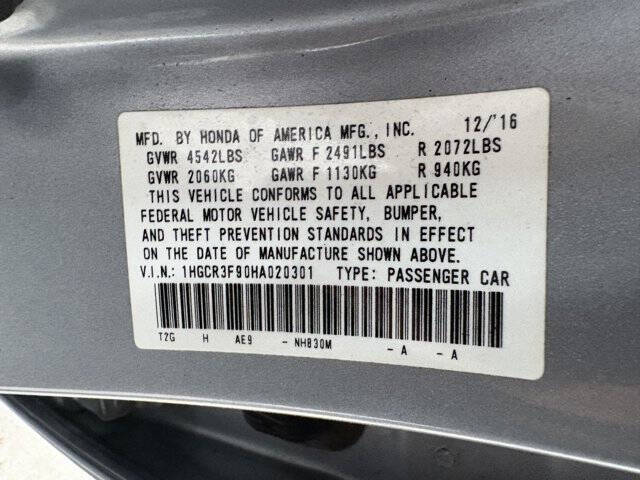 12/'16
MFD. BY HONDA OF AMERICA MFG., INC.
GVWR 4542LBS GAWR F 2491LBS R 2072LBS
GVWR 2060KG GAWR F 1130KG R 940KG
THIS VEHICLE CONFORMS TO ALL APPLICABLE
FEDERAL MOTOR VEHICLE SAFETY, BUMPER,
AND THEFT PREVENTION STANDARDS IN EFFECT
ON THE DATE OF MANUFACTURE SHOWN ABOVE.
V.I.N.: 1HGCR3F90HA020301 TYPE: PASSENGER CAR
T2G H AE9 - NH830M - A - A